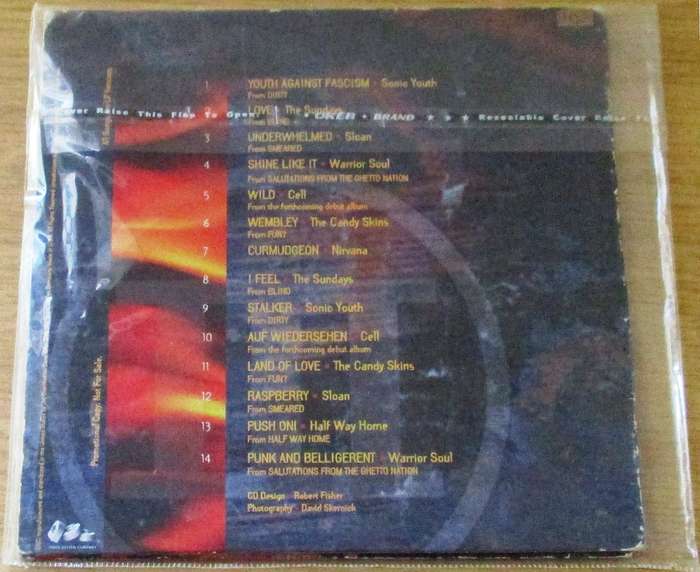 1 YOUTH AGAINST FASCISM • Sonic Youth
From DIRTY
2 LOVE • The Sundays
From BLIND
Raise This Flap To Open
BRAND ★ ★ ★ Resealable Cover Raise
3 UNDERWHELMED • Sloan
From SMEARED
4 SHINE LIKE IT • Warrior Soul
From SALUTATIONS FROM THE GHETTO NATION
5 WILD • Cell
From the forthcoming debut album
6 WEMBLEY • The Candy Skins
From FUN?
7 CURMUDGEON • Nirvana
8 I FEEL • The Sundays
From BLIND
9 STALKER • Sonic Youth
From DIRTY
10 AUF WIEDERSEHEN • Cell
From the forthcoming debut album
11 LAND OF LOVE • The Candy Skins
From FUN?
12 RASPBERRY • Sloan
From SMEARED
13 PUSH ON! • Half Way Home
From HALF WAY HOME
14 PUNK AND BELLIGERENT • Warrior Soul
From SALUTATIONS FROM THE GHETTO NATION
CD Design • Robert Fisher
Photography • David Skernick
Promotional Copy. Not For Sale.